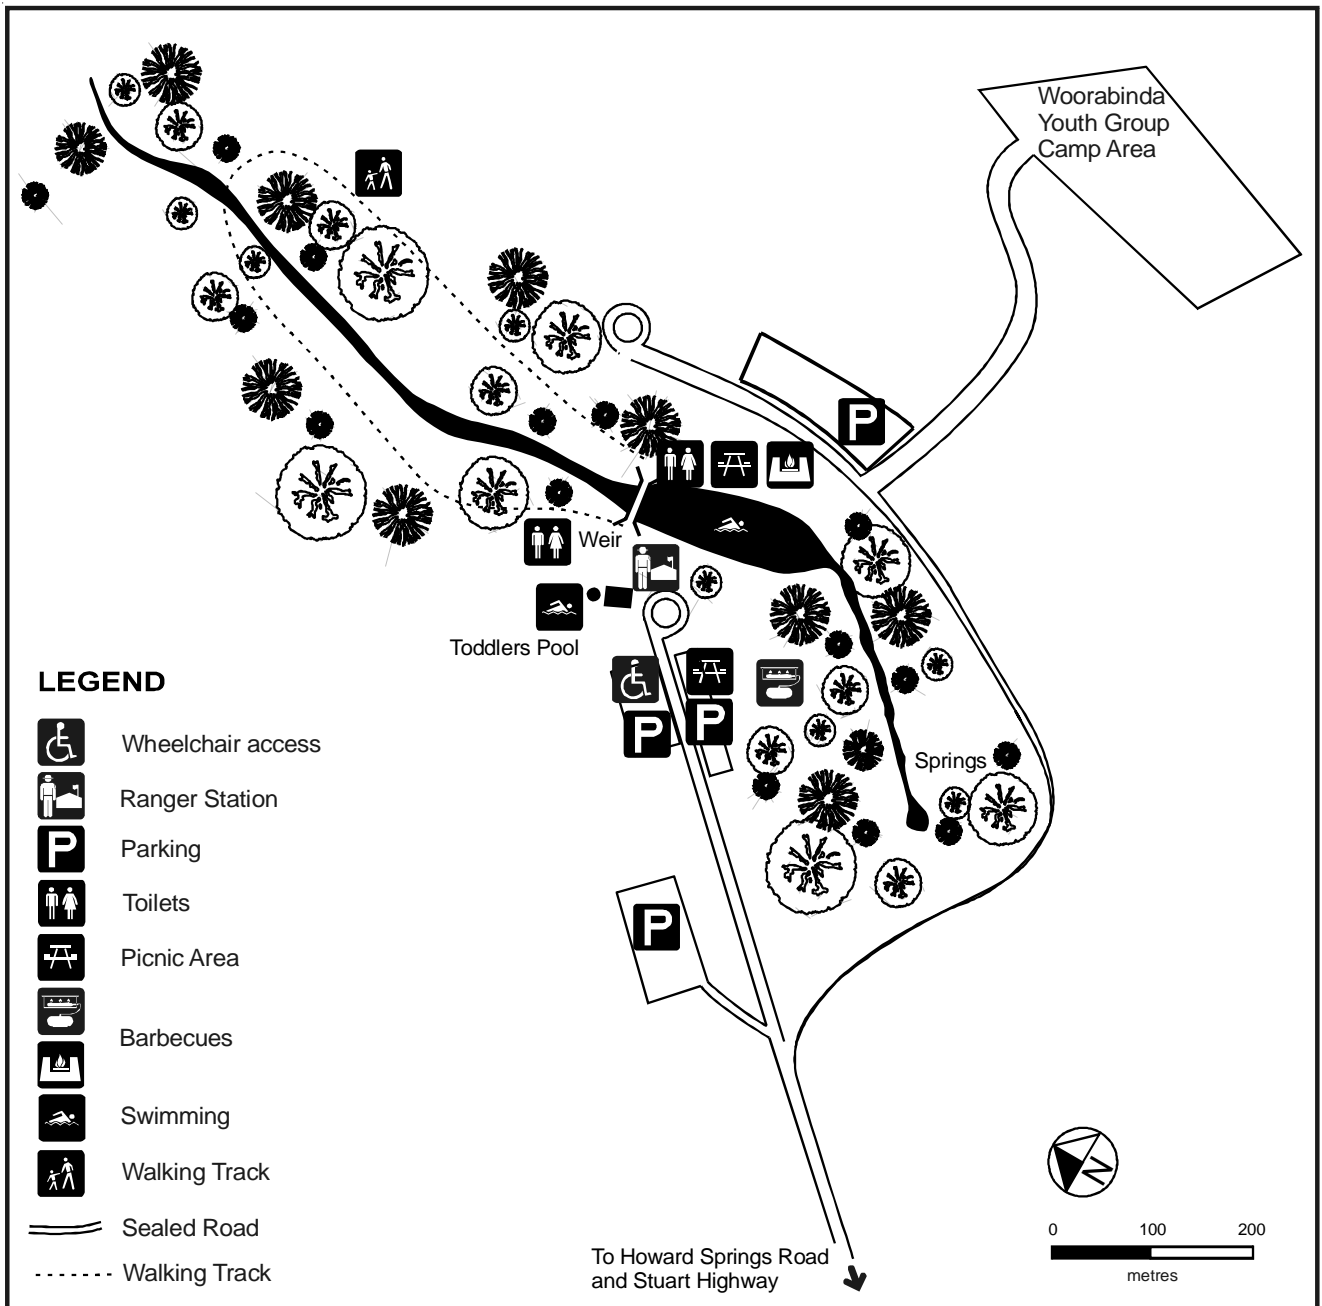 Woorabinda
Youth Group
Camp Area
P
Weir
Toddlers Pool
P
P
Springs
P
LEGEND
Wheelchair access
Ranger Station
P
Parking
Toilets
Picnic Area
Barbecues
Swimming
Walking Track
Sealed Road
Walking Track
To Howard Springs Road
and Stuart Highway
N
0 100 200
metres